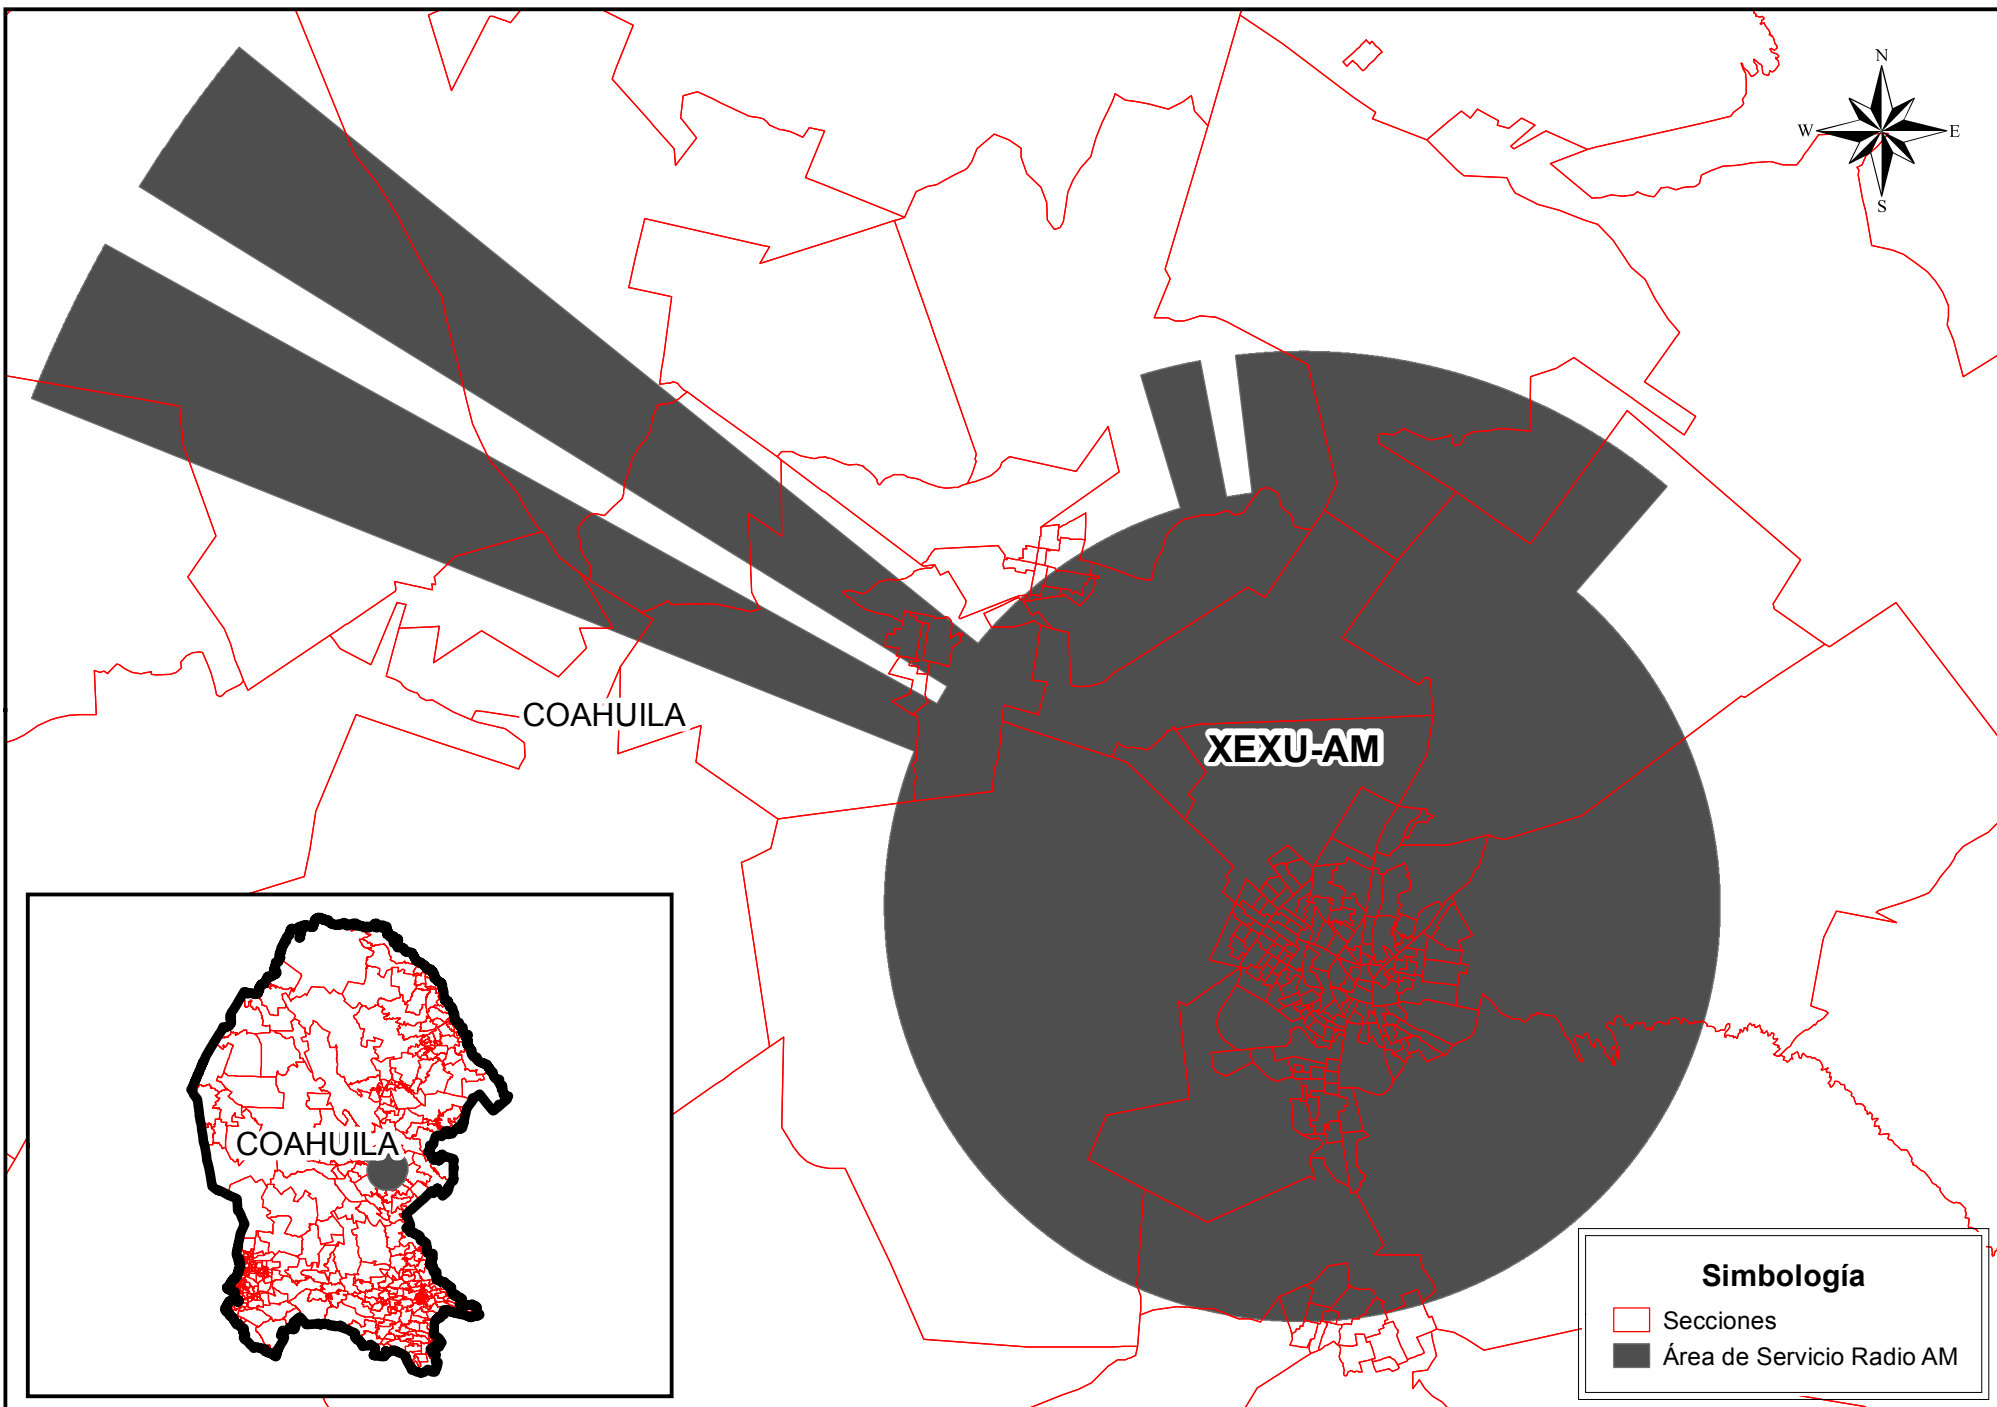 N
W E
S
COAHUILA
XEXU-AM
COAHUILA
Simbología
Secciones
Área de Servicio Radio AM